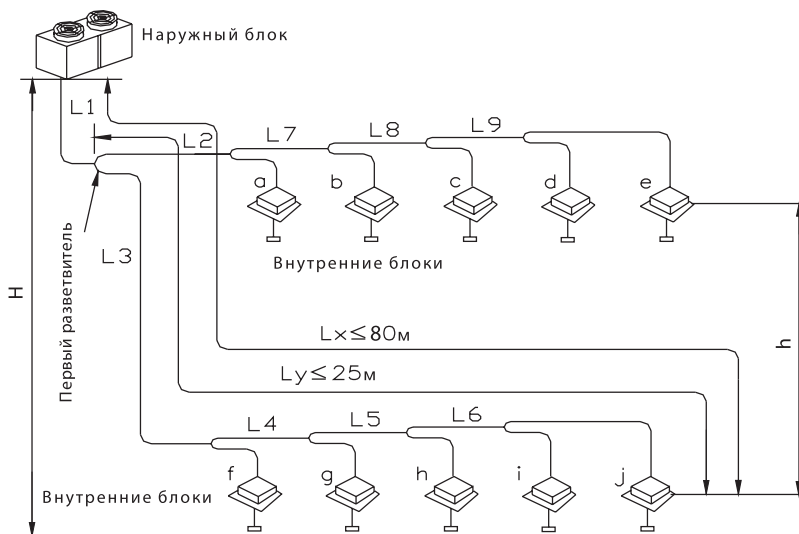 Наружный блок
L1
L2
L7
L8
L9
a
b
c
d
e
Первый разветвитель
L3
Внутренние блоки
H
h
Lx≤80м
Ly≤25м
L4
L5
L6
f
g
h
i
j
Внутренние блоки